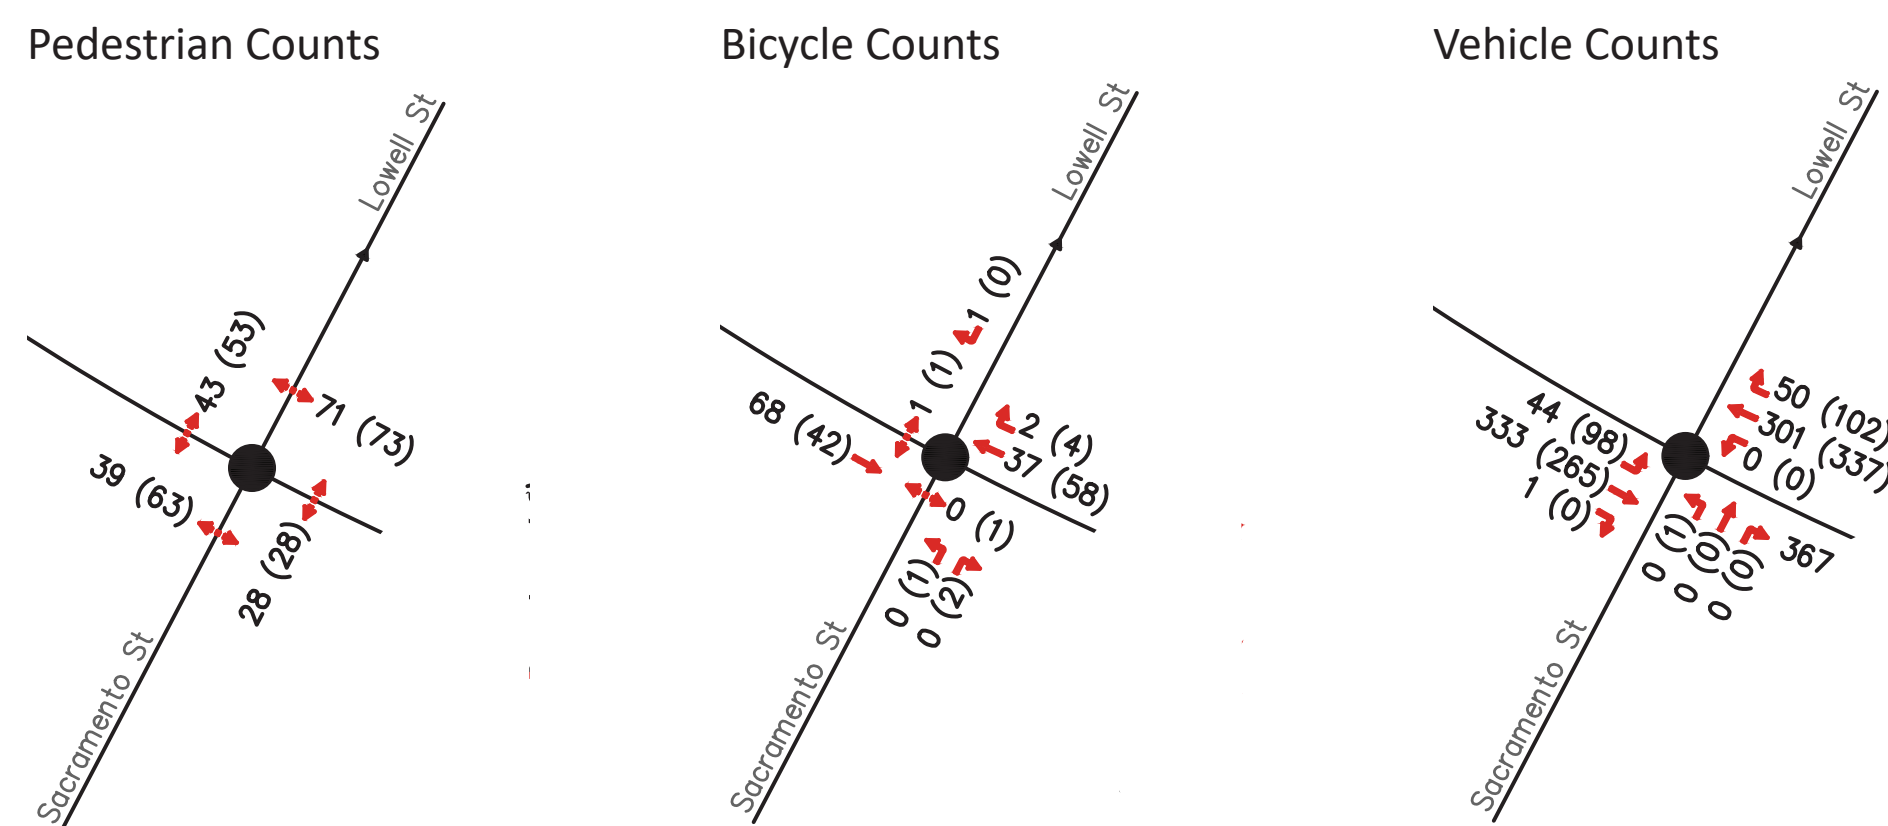 Pedestrian Counts
Lowell St
43 (53)
71 (73)
39 (63)
28 (28)
Sacramento St
Bicycle Counts
Lowell St
1 (0)
1 (1)
68 (42)
2 (4)
37 (58)
0 (1)
0 (1)
0 (2)
Sacramento St
Vehicle Counts
Lowell St
50 (102)
301 (337)
0 (0)
44 (98)
333 (265)
1 (0)
0 (1)
0 (0)
0 (0)
367
Sacramento St